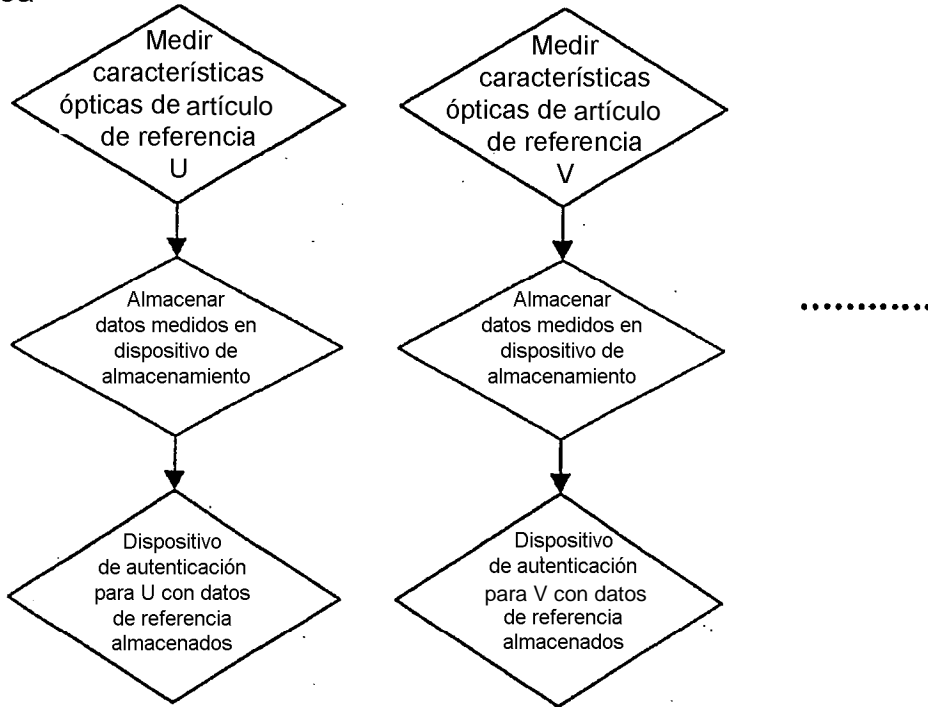 Medir
características
ópticas de artículo
de referencia
U
Almacenar
datos medidos en
dispositivo de
almacenamiento
Dispositivo
de autenticación
para U con datos
de referencia
almacenados
Medir
características
ópticas de artículo
de referencia
V
Almacenar
datos medidos en
dispositivo de
almacenamiento
Dispositivo
de autenticación
para V con datos
de referencia
almacenados